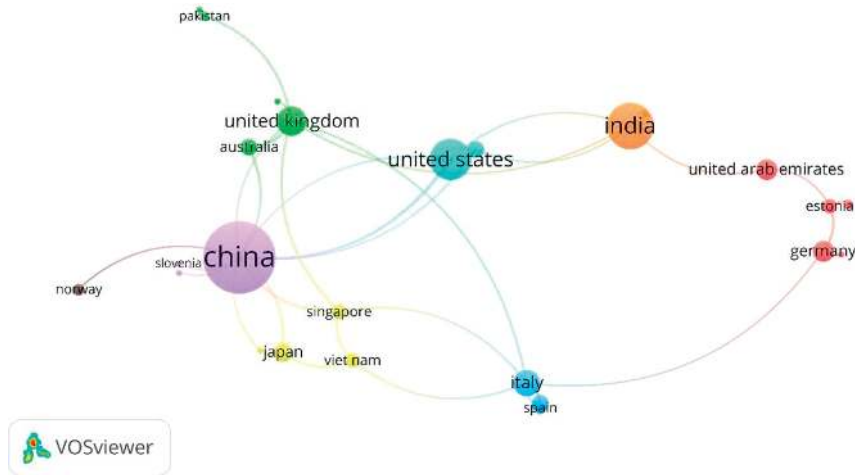 pakistan
united kingdom
india
australia
united states
united arab emirates
estonia
china
germany
slovenia
norway
singapore
japan
viet nam
italy
spain
VOSviewer